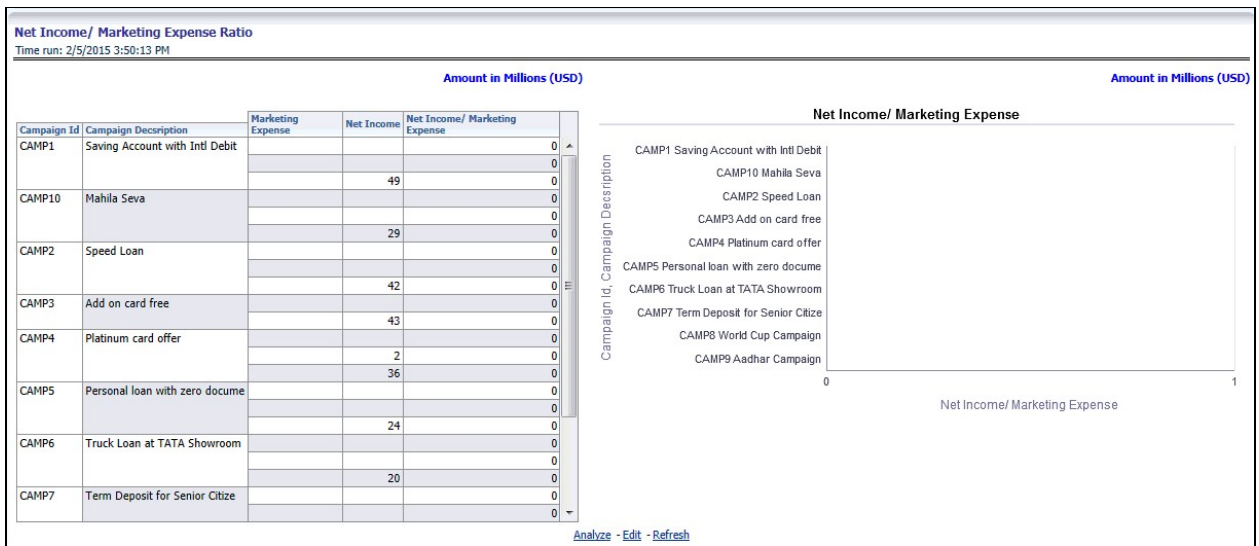 Net Income/ Marketing Expense Ratio
Time run: 2/5/2015 3:50:13 PM
Amount in Millions (USD)
Campaign Id Campaign Decsription Marketing Expense Net Income Net Income/ Marketing Expense
CAMP1 Saving Account with Intl Debit 0
0
49 0
CAMP10 Mahila Seva 0
0
29 0
CAMP2 Speed Loan 0
0
42 0
CAMP3 Add on card free 0
43 0
CAMP4 Platinum card offer 0
2 0
36 0
CAMP5 Personal loan with zero docume 0
0
24 0
CAMP6 Truck Loan at TATA Showroom 0
0
20 0
CAMP7 Term Deposit for Senior Citize 0
0
Amount in Millions (USD)
Net Income/ Marketing Expense
Campaign Id, Campaign Decsription
CAMP1 Saving Account with Intl Debit
CAMP10 Mahila Seva
CAMP2 Speed Loan
CAMP3 Add on card free
CAMP4 Platinum card offer
CAMP5 Personal loan with zero docume
CAMP6 Truck Loan at TATA Showroom
CAMP7 Term Deposit for Senior Citize
CAMP8 World Cup Campaign
CAMP9 Aadhar Campaign
0 1
Net Income/ Marketing Expense
Analyze - Edit - Refresh